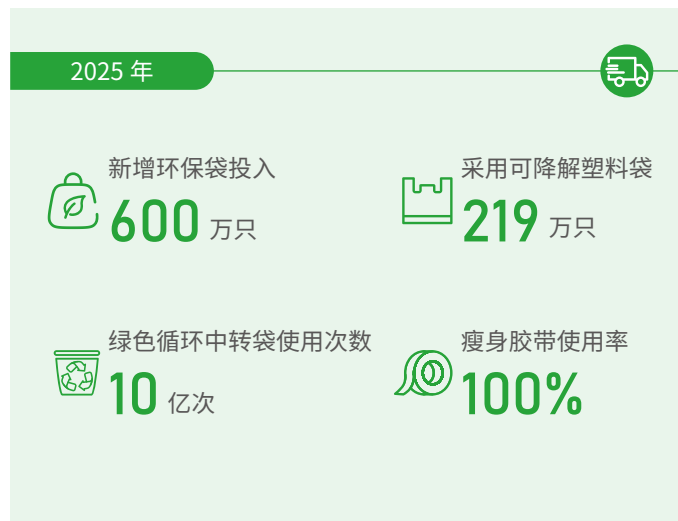 2025 年
新增环保袋投入
600 万只
采用可降解塑料袋
219 万只
绿色循环中转袋使用次数
10 亿次
瘦身胶带使用率
100%